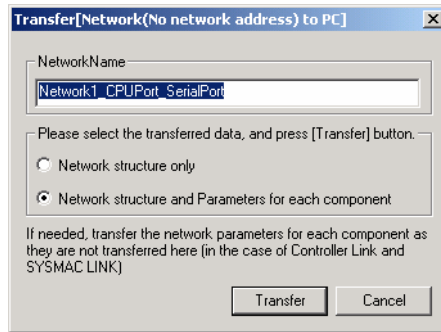 Transfer[Network(No network address) to PC]
NetworkName
Network1_CPUPort_SerialPort
Please select the transferred data, and press [Transfer] button.
Network structure only
Network structure and Parameters for each component
If needed, transfer the network parameters for each component as
they are not transferred here (in the case of Controller Link and
SYSMAC LINK)
Transfer Cancel